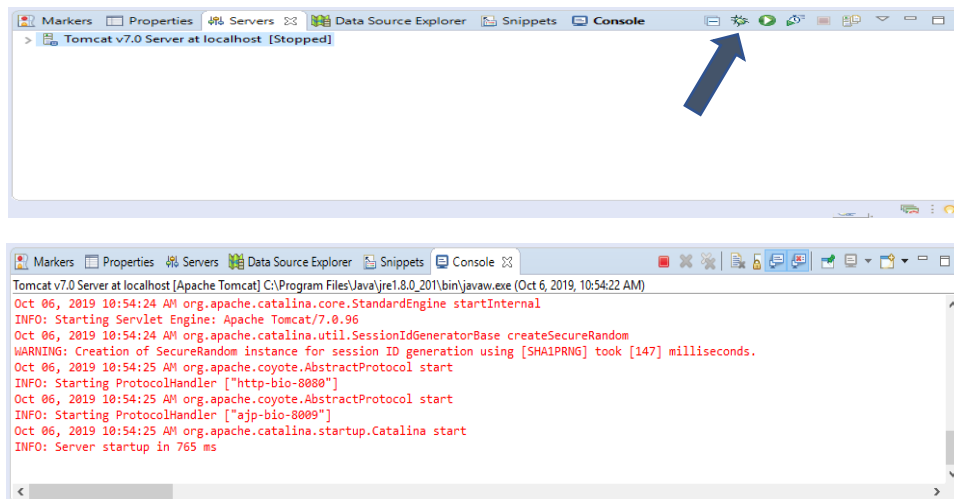 Markers Properties Servers Data Source Explorer Snippets Console
Tomcat v7.0 Server at localhost [Stopped]
Markers Properties Servers Data Source Explorer Snippets Console
Tomcat v7.0 Server at localhost [Apache Tomcat] C:\Program Files\Java\jre1.8.0_201\bin\javaw.exe (Oct 6, 2019, 10:54:22 AM)
Oct 06, 2019 10:54:24 AM org.apache.catalina.core.StandardEngine startInternal
INFO: Starting Servlet Engine: Apache Tomcat/7.0.96
Oct 06, 2019 10:54:24 AM org.apache.catalina.util.SessionIdGeneratorBase createSecureRandom
WARNING: Creation of SecureRandom instance for session ID generation using [SHA1PRNG] took [147] milliseconds.
Oct 06, 2019 10:54:25 AM org.apache.coyote.AbstractProtocol start
INFO: Starting ProtocolHandler ["http-bio-8080"]
Oct 06, 2019 10:54:25 AM org.apache.coyote.AbstractProtocol start
INFO: Starting ProtocolHandler ["ajp-bio-8009"]
Oct 06, 2019 10:54:25 AM org.apache.catalina.startup.Catalina start
INFO: Server startup in 765 ms